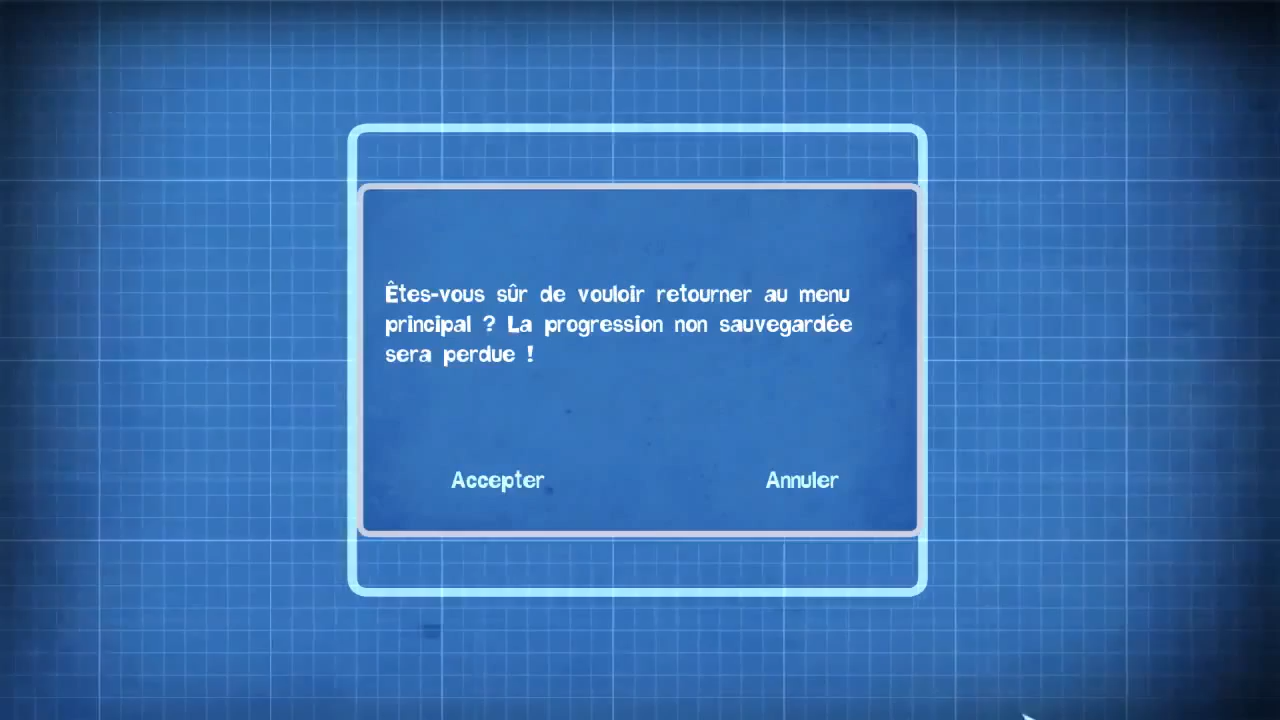 Êtes-vous sûr de vouloir retourner au menu
principal ? La progression non sauvegardée
sera perdue !
Accepter
Annuler